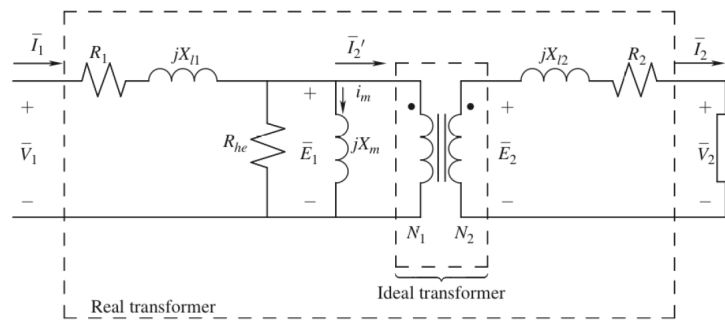 Ī₁ R₁ jXₗ₁ Ī₂′ jXₗ₂ R₂ Ī₂
+ + iₘ + +
V̄₁ Rₕₑ Ē₁ jXₘ Ē₂ V̄₂
− − − −
N₁ N₂
Ideal transformer
Real transformer